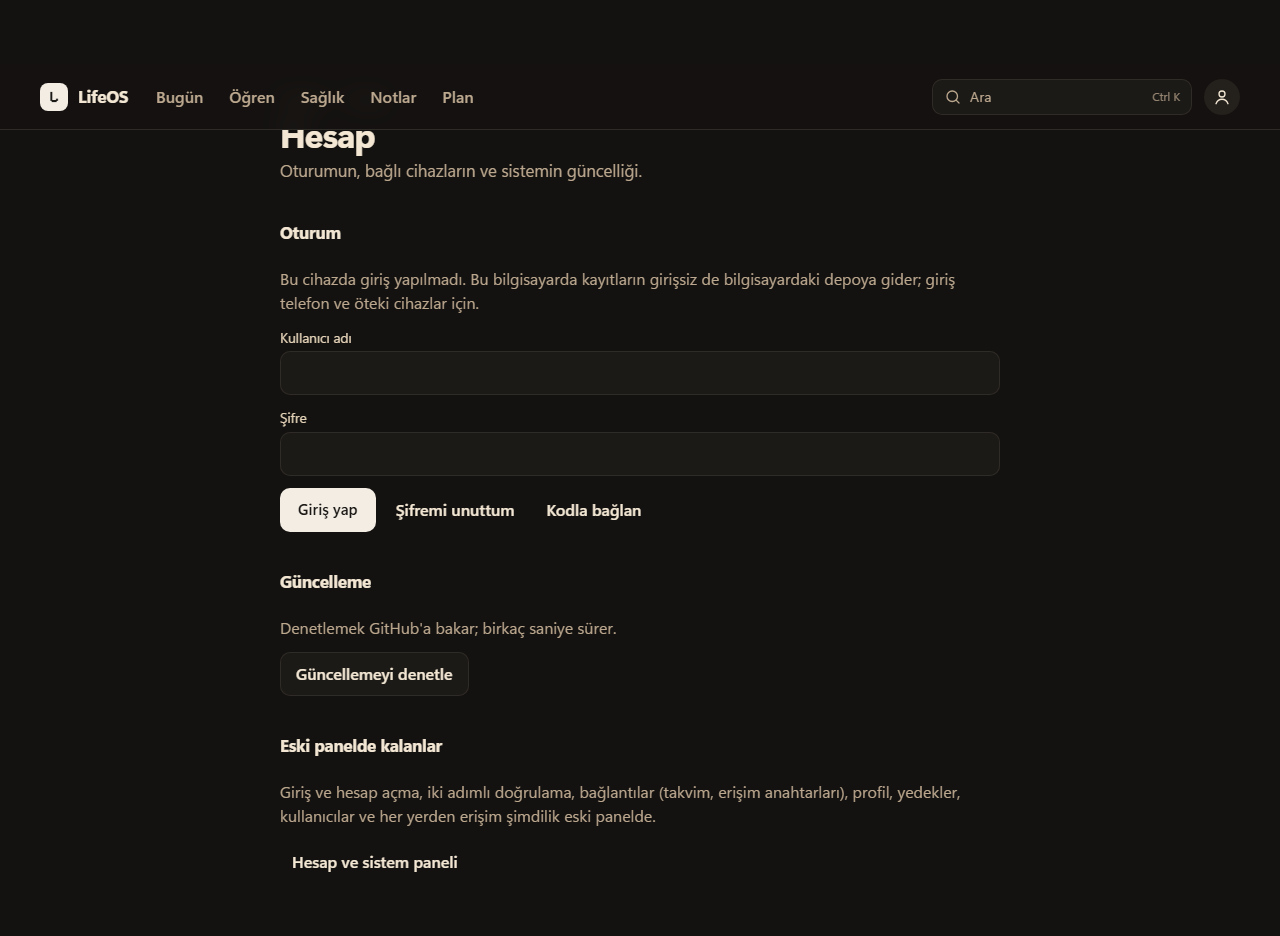 LifeOS Bugün Öğren Sağlık Notlar Plan Ara Ctrl K
Hesap
Oturumun, bağlı cihazların ve sistemin güncelliği.
Oturum
Bu cihazda giriş yapılmadı. Bu bilgisayarda kayıtların girişsiz de bilgisayardaki depoya gider; giriş
telefon ve öteki cihazlar için.
Kullanıcı adı
Şifre
Giriş yap Şifremi unuttum Kodla bağlan
Güncelleme
Denetlemek GitHub'a bakar; birkaç saniye sürer.
Güncellemeyi denetle
Eski panelde kalanlar
Giriş ve hesap açma, iki adımlı doğrulama, bağlantılar (takvim, erişim anahtarları), profil, yedekler,
kullanıcılar ve her yerden erişim şimdilik eski panelde.
Hesap ve sistem paneli